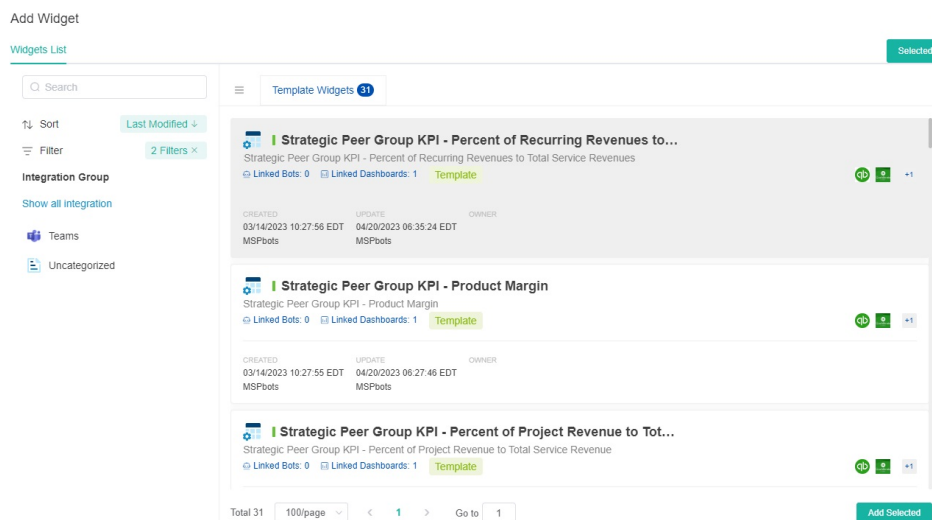 Add Widget
Widgets List
Selected
Search
Template Widgets 31
Sort
Last Modified ↓
Filter
2 Filters ×
Integration Group
Show all integration
Teams
Uncategorized
Strategic Peer Group KPI - Percent of Recurring Revenues to...
Strategic Peer Group KPI - Percent of Recurring Revenues to Total Service Revenues
Linked Bots: 0 Linked Dashboards: 1 Template
qb
+1
CREATED UPDATE OWNER
03/14/2023 10:27:56 EDT 04/20/2023 06:35:24 EDT
MSPbots MSPbots
Strategic Peer Group KPI - Product Margin
Strategic Peer Group KPI - Product Margin
Linked Bots: 0 Linked Dashboards: 1 Template
qb
+1
CREATED UPDATE OWNER
03/14/2023 10:27:55 EDT 04/20/2023 06:27:46 EDT
MSPbots MSPbots
Strategic Peer Group KPI - Percent of Project Revenue to Tot...
Strategic Peer Group KPI - Percent of Project Revenue to Total Service Revenue
Linked Bots: 0 Linked Dashboards: 1 Template
qb
+1
Total 31 100/page < 1 > Go to 1
Add Selected